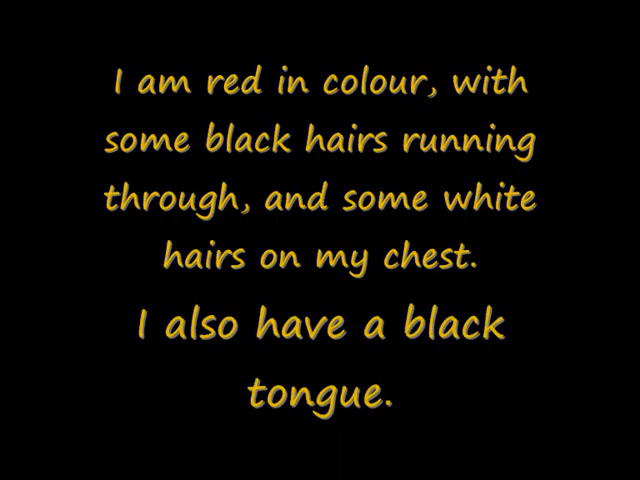 I am red in colour, with
some black hairs running
through, and some white
hairs on my chest.
I also have a black
tongue.